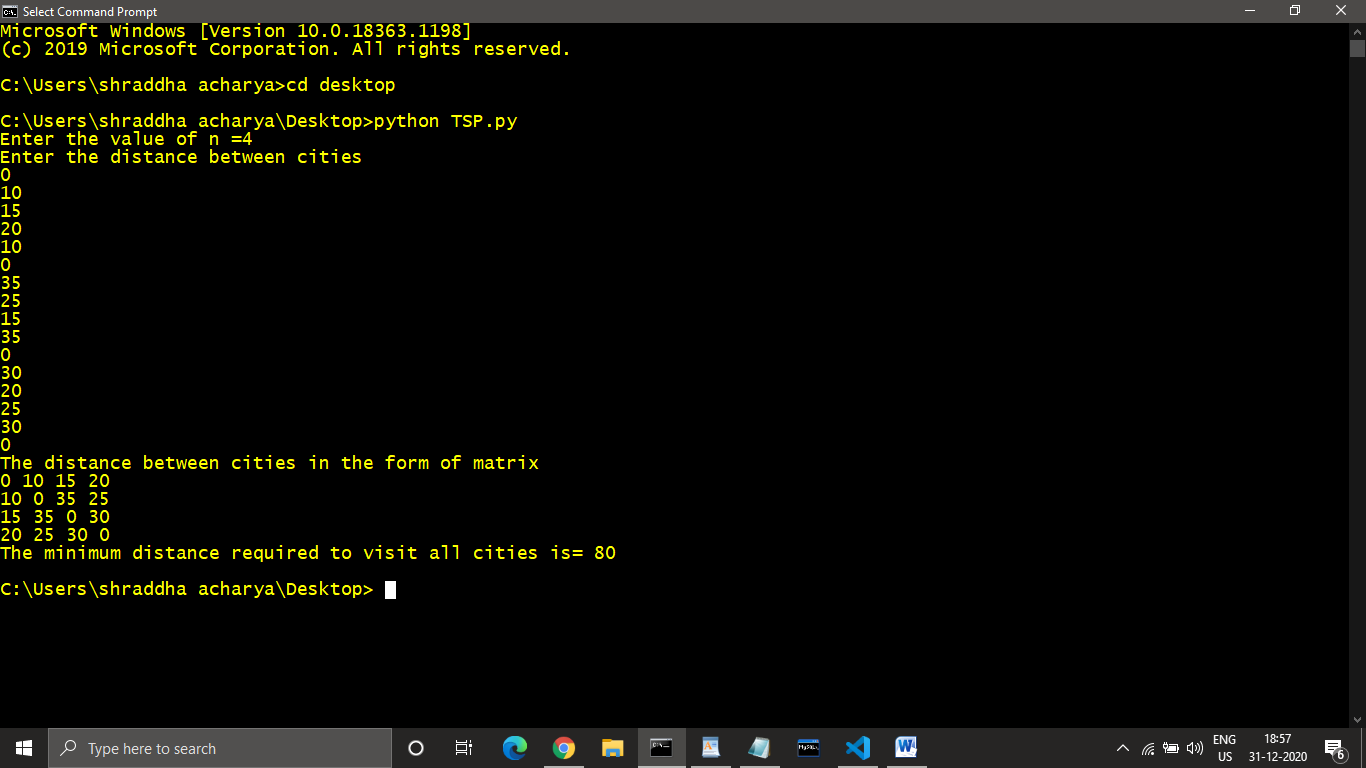 Select Command Prompt
Microsoft Windows [Version 10.0.18363.1198]
(c) 2019 Microsoft Corporation. All rights reserved.
C:\Users\shraddha acharya>cd desktop
C:\Users\shraddha acharya\Desktop>python TSP.py
Enter the value of n =4
Enter the distance between cities
0
10
15
20
10
0
35
25
15
35
0
30
20
25
30
0
The distance between cities in the form of matrix
0 10 15 20
10 0 35 25
15 35 0 30
20 25 30 0
The minimum distance required to visit all cities is= 80
C:\Users\shraddha acharya\Desktop>
Type here to search
ENG
US
18:57
31-12-2020
6